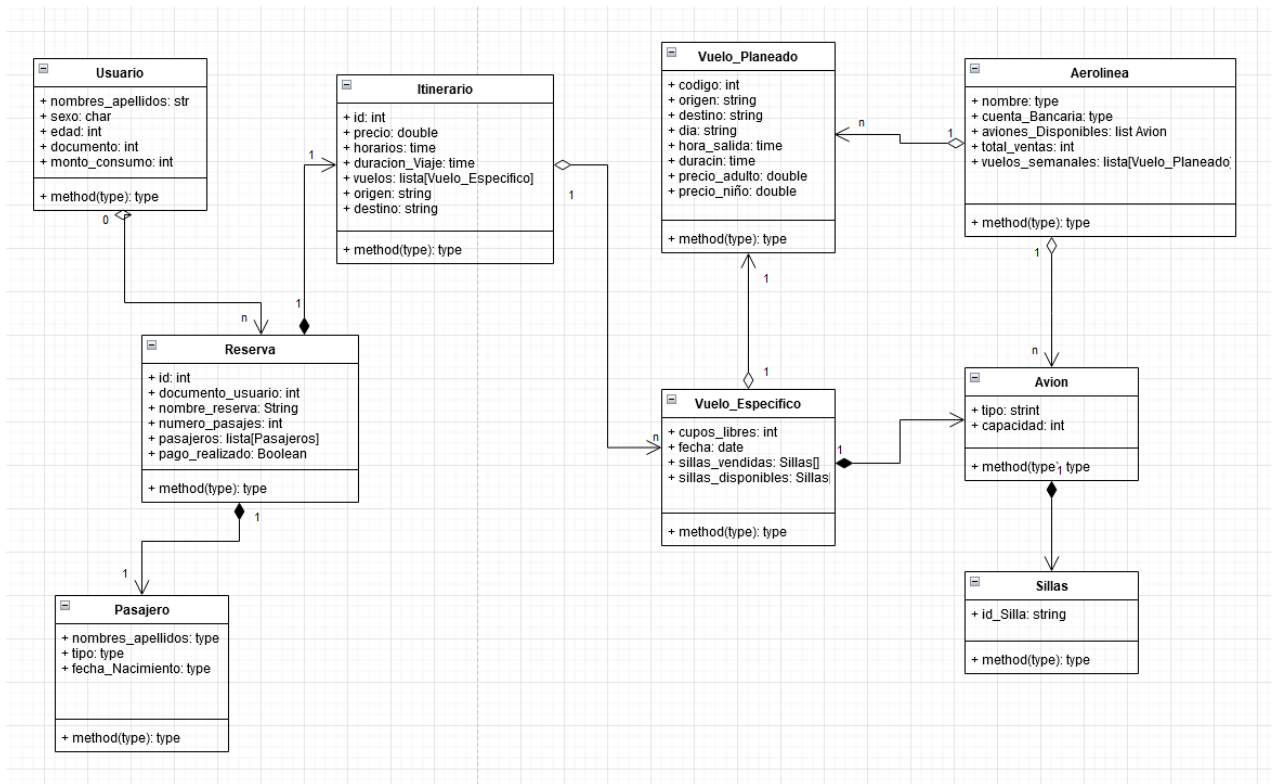 Usuario
+ nombres_apellidos: str
+ sexo: char
+ edad: int
+ documento: int
+ monto_consumo: int
+ method(type): type
0
n
Itinerario
+ id: int
+ precio: double
+ horarios: time
+ duracion_Viaje: time
+ vuelos: lista[Vuelo_Especifico]
+ origen: string
+ destino: string
+ method(type): type
1
1
1
n
Vuelo_Planeado
+ codigo: int
+ origen: string
+ destino: string
+ dia: string
+ hora_salida: time
+ duracin: time
+ precio_adulto: double
+ precio_niño: double
+ method(type): type
n
1
Aerolinea
+ nombre: type
+ cuenta_Bancaria: type
+ aviones_Disponibles: list Avion
+ total_ventas: int
+ vuelos_semanales: lista[Vuelo_Planeado
+ method(type): type
1
n
1
1
Reserva
+ id: int
+ documento_usuario: int
+ nombre_reserva: String
+ numero_pasajes: int
+ pasajeros: lista[Pasajeros]
+ pago_realizado: Boolean
+ method(type): type
1
1
Vuelo_Especifico
+ cupos_libres: int
+ fecha: date
+ sillas_vendidas: Sillas[]
+ sillas_disponibles: Sillas
+ method(type): type
1
Avion
+ tipo: strint
+ capacidad: int
+ method(type): type
1
Pasajero
+ nombres_apellidos: type
+ tipo: type
+ fecha_Nacimiento: type
+ method(type): type
Sillas
+ id_Silla: string
+ method(type): type